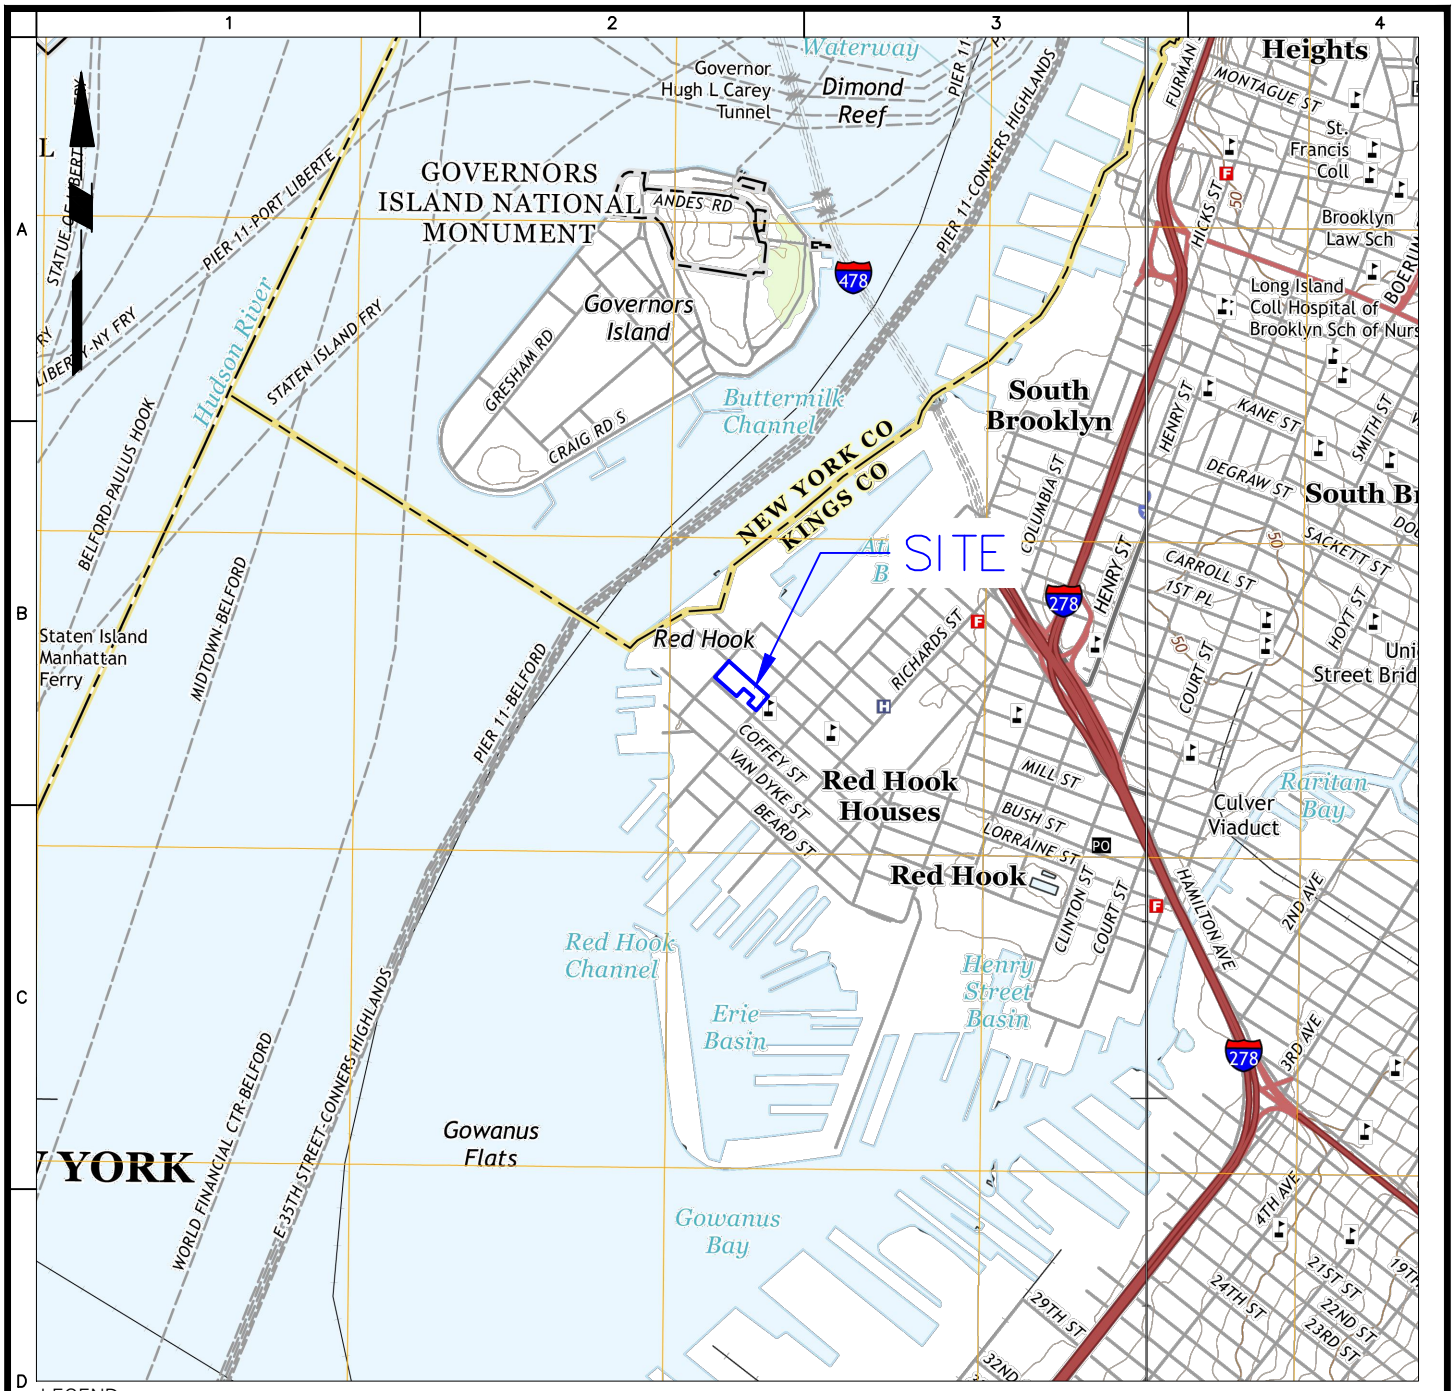 1
2
3
4
A
B
C
D
Waterway
Governor
Hugh L Carey
Tunnel
Dimond
Reef
PIER 11
PIER 11-CONNERS HIGHLANDS
FURMAN
Heights
MONTAGUE ST
St.
Francis
Coll
HICKS ST
50
Brooklyn
Law Sch
Long Island
Coll Hospital of
Brooklyn Sch of Nurs
BOERUM
L
PIER 11-PORT LIBERTE
Hudson River
LIBERTY-NY FRY
RY
STATEN ISLAND FRY
BELFORD-PAULUS HOOK
GOVERNORS
ISLAND NATIONAL
MONUMENT
ANDES RD
478
Governors
Island
GRESHAM RD
CRAIG RD S
Buttermilk
Channel
NEW YORK CO
KINGS CO
South
Brooklyn
HENRY ST
KANE ST
SMITH ST
DEGRAW ST
South Br
COLUMBIA ST
SITE
50
SACKETT ST
DOU
CARROLL ST
1ST PL
HENRY ST
278
HOYT ST
50
COURT ST
Unio
Street Brid
Staten Island
Manhattan
Ferry
MIDTOWN-BELFORD
PIER 11-BELFORD
Red Hook
RICHARDS ST
F
H
COFFEY ST
VAN DYKE ST
BEARD ST
Red Hook
Houses
MILL ST
BUSH ST
LORRAINE ST
PO
Red Hook
CLINTON ST
COURT ST
F
F
Culver
Viaduct
Raritan
Bay
HAMILTON AVE
2ND AVE
Red Hook
Channel
Erie
Basin
Henry
Street
Basin
278
3RD AVE
Gowanus
Flats
YORK
WORLD FINANCIAL CTR-BELFORD
E 35TH STREET-CONNERS HIGHLANDS
Gowanus
Bay
4TH AVE
29TH ST
32ND
24TH ST
21ST ST
22ND ST
23RD ST
19TH
LEGEND